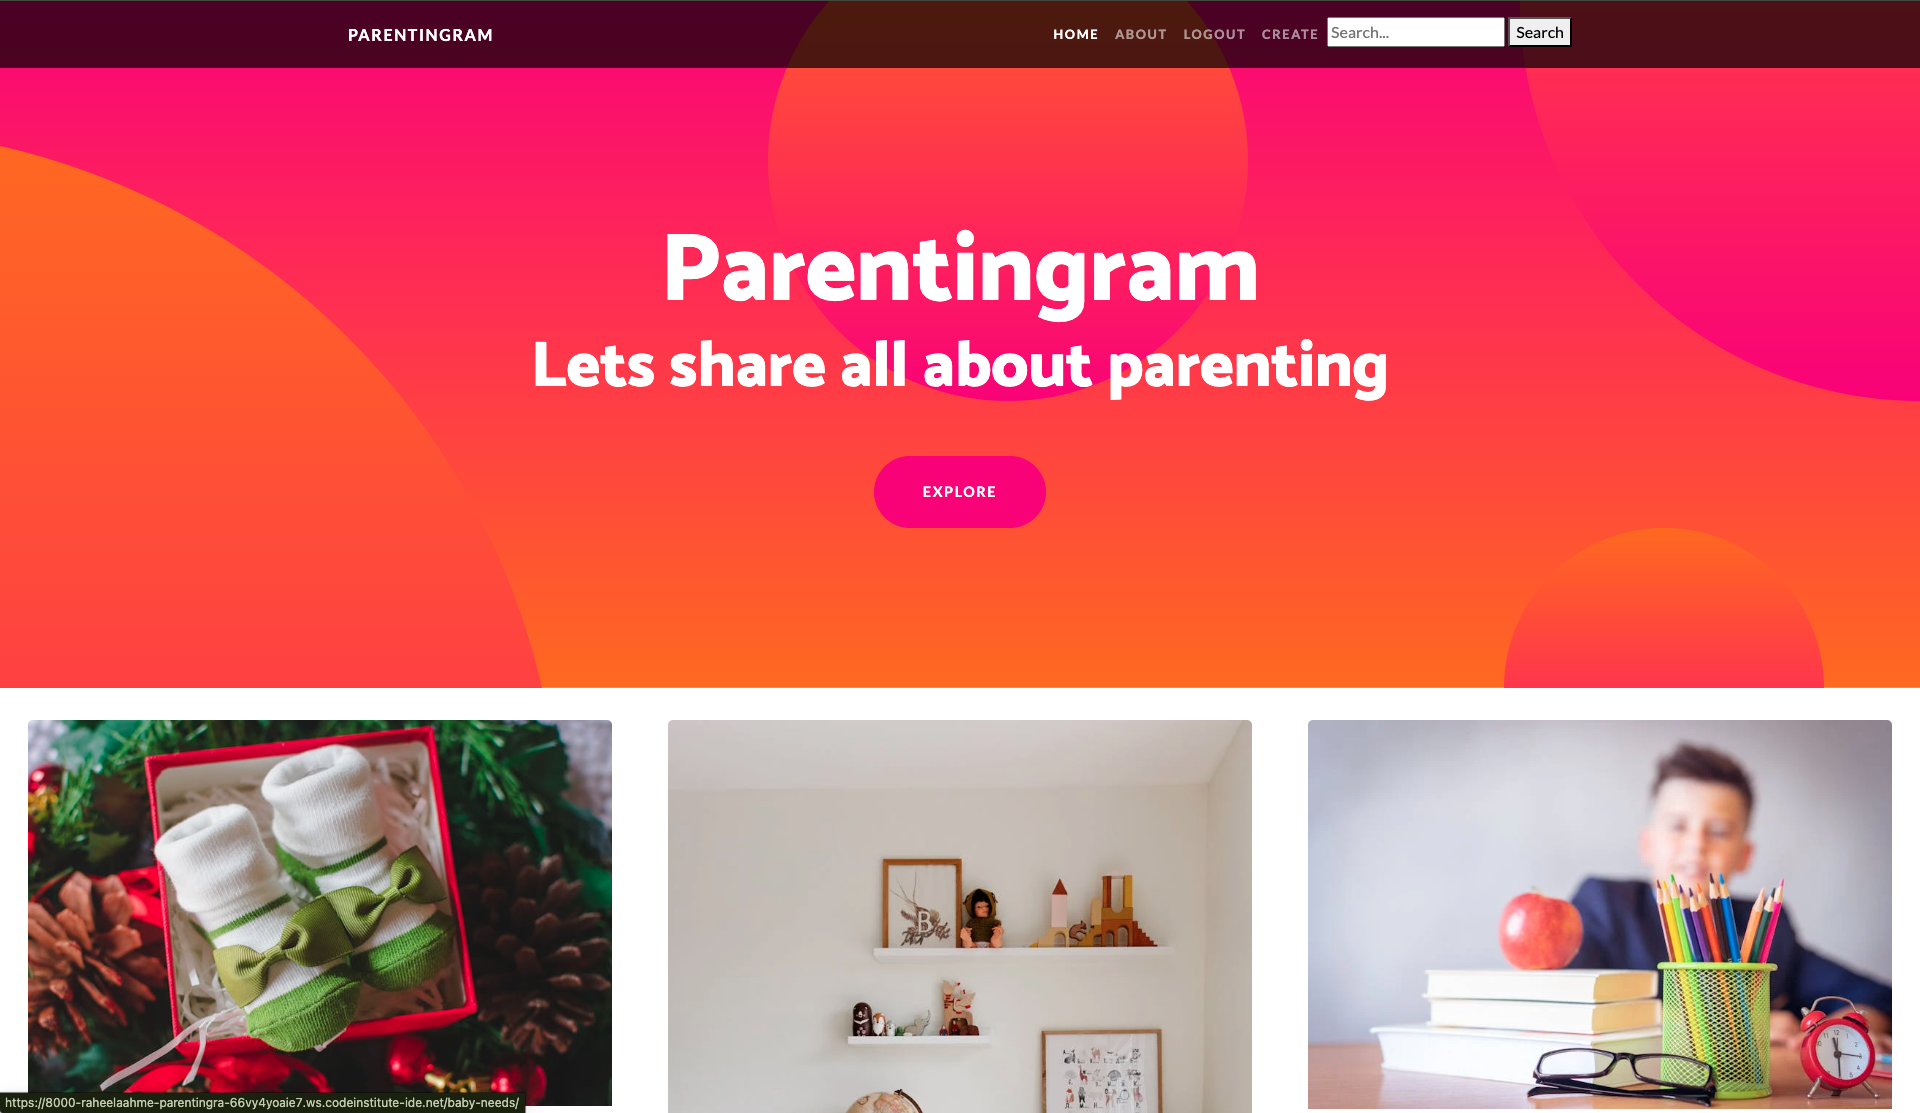 PARENTINGRAM
HOME ABOUT LOGOUT CREATE Search... Search
Parentingram
Lets share all about parenting
EXPLORE
B
https://8000-raheelaahme-parentingra-66vy4yoaie7.ws.codeinstitute-ide.net/baby-needs/